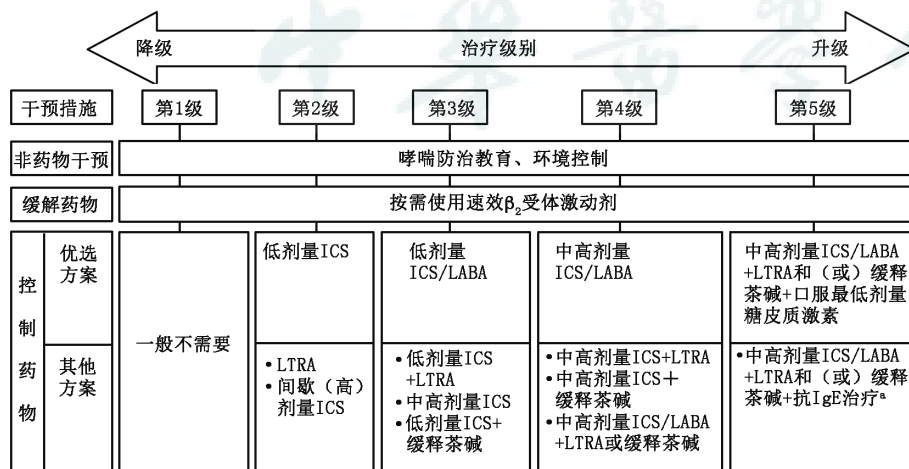 降级 治疗级别 升级
干预措施 第1级 第2级 第3级 第4级 第5级
非药物干预 哮喘防治教育、环境控制
缓解药物 按需使用速效β₂受体激动剂
控制药物
优选
方案
其他
方案
一般不需要
低剂量ICS
低剂量
ICS/LABA
中高剂量
ICS/LABA
中高剂量ICS/LABA
+LTRA和（或）缓释
茶碱+口服最低剂量
糖皮质激素
•LTRA
•间歇（高）
剂量ICS
•低剂量ICS
+LTRA
•中高剂量ICS
•低剂量ICS+
缓释茶碱
•中高剂量ICS+LTRA
•中高剂量ICS＋
缓释茶碱
•中高剂量ICS/LABA
+LTRA或缓释茶碱
•中高剂量ICS/LABA
+LTRA和（或）缓释
茶碱+抗IgE治疗ᵃ